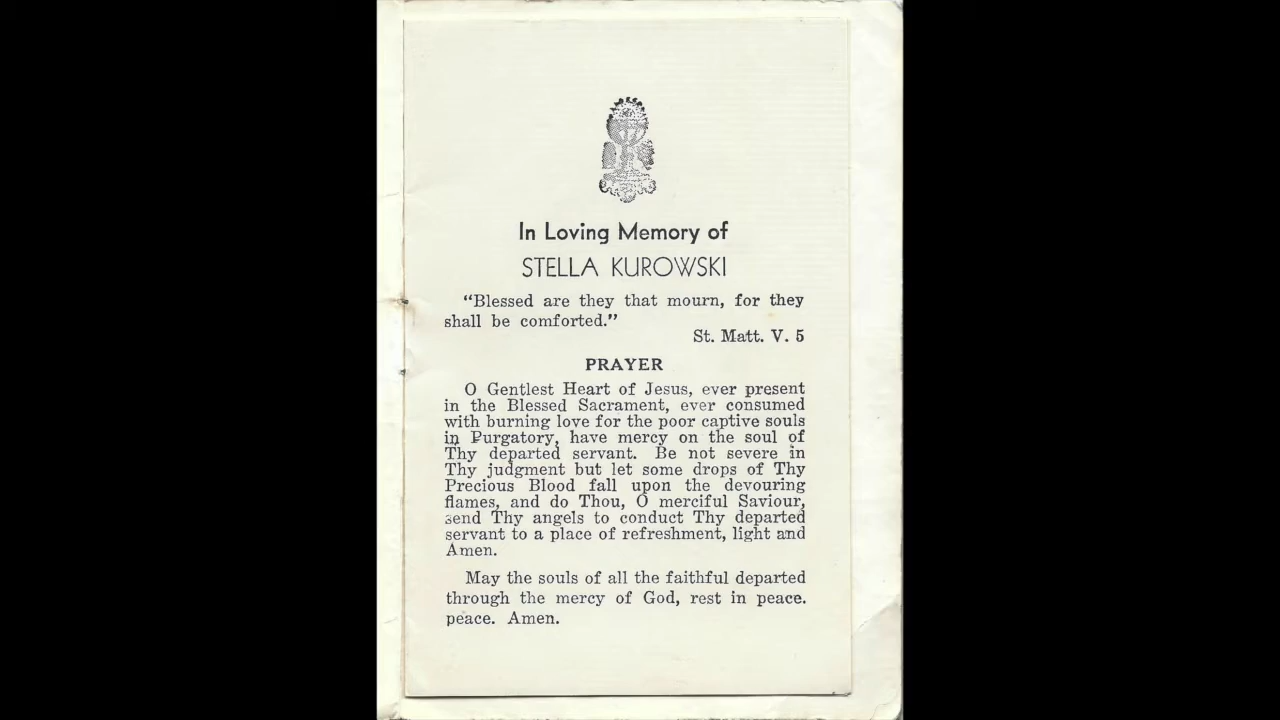 In Loving Memory of
STELLA KUROWSKI
"Blessed are they that mourn, for they
shall be comforted."
St. Matt. V. 5
PRAYER
O Gentlest Heart of Jesus, ever present
in the Blessed Sacrament, ever consumed
with burning love for the poor captive souls
in Purgatory, have mercy on the soul of
Thy departed servant. Be not severe in
Thy judgment but let some drops of Thy
Precious Blood fall upon the devouring
flames, and do Thou, O merciful Saviour,
send Thy angels to conduct Thy departed
servant to a place of refreshment, light and
Amen.
May the souls of all the faithful departed
through the mercy of God, rest in peace.
peace. Amen.